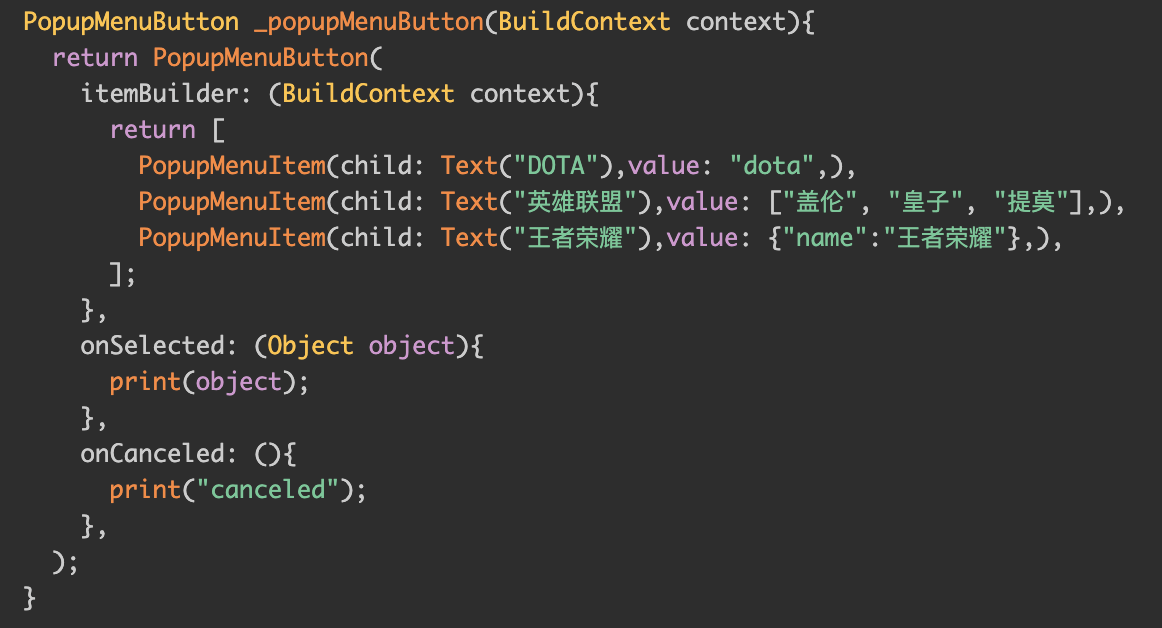 PopupMenuButton _popupMenuButton(BuildContext context){
  return PopupMenuButton(
    itemBuilder: (BuildContext context){
      return [
        PopupMenuItem(child: Text("DOTA"),value: "dota",),
        PopupMenuItem(child: Text("英雄联盟"),value: ["盖伦", "皇子", "提莫"],),
        PopupMenuItem(child: Text("王者荣耀"),value: {"name":"王者荣耀"},),
      ];
    },
    onSelected: (Object object){
      print(object);
    },
    onCanceled: (){
      print("canceled");
    },
  );
}